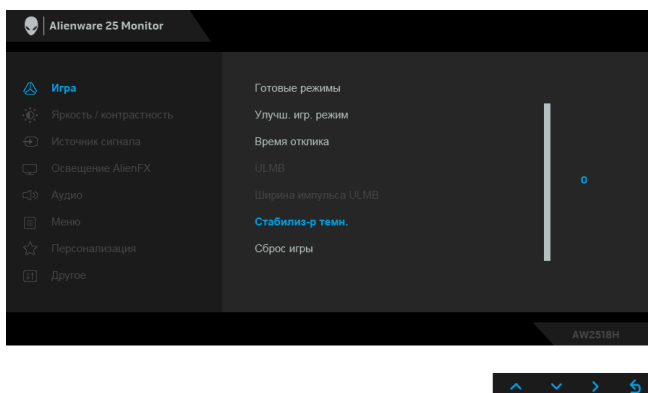 Alienware 25 Monitor
Игра
Яркость / контрастность
Источник сигнала
Освещение AlienFX
Аудио
Меню
Персонализация
Другое
Готовые режимы
Улучш. игр. режим
Время отклика
ULMB
Ширина импульса ULMB
Стабилиз-р темн.
Сброс игры
0
AW2518H